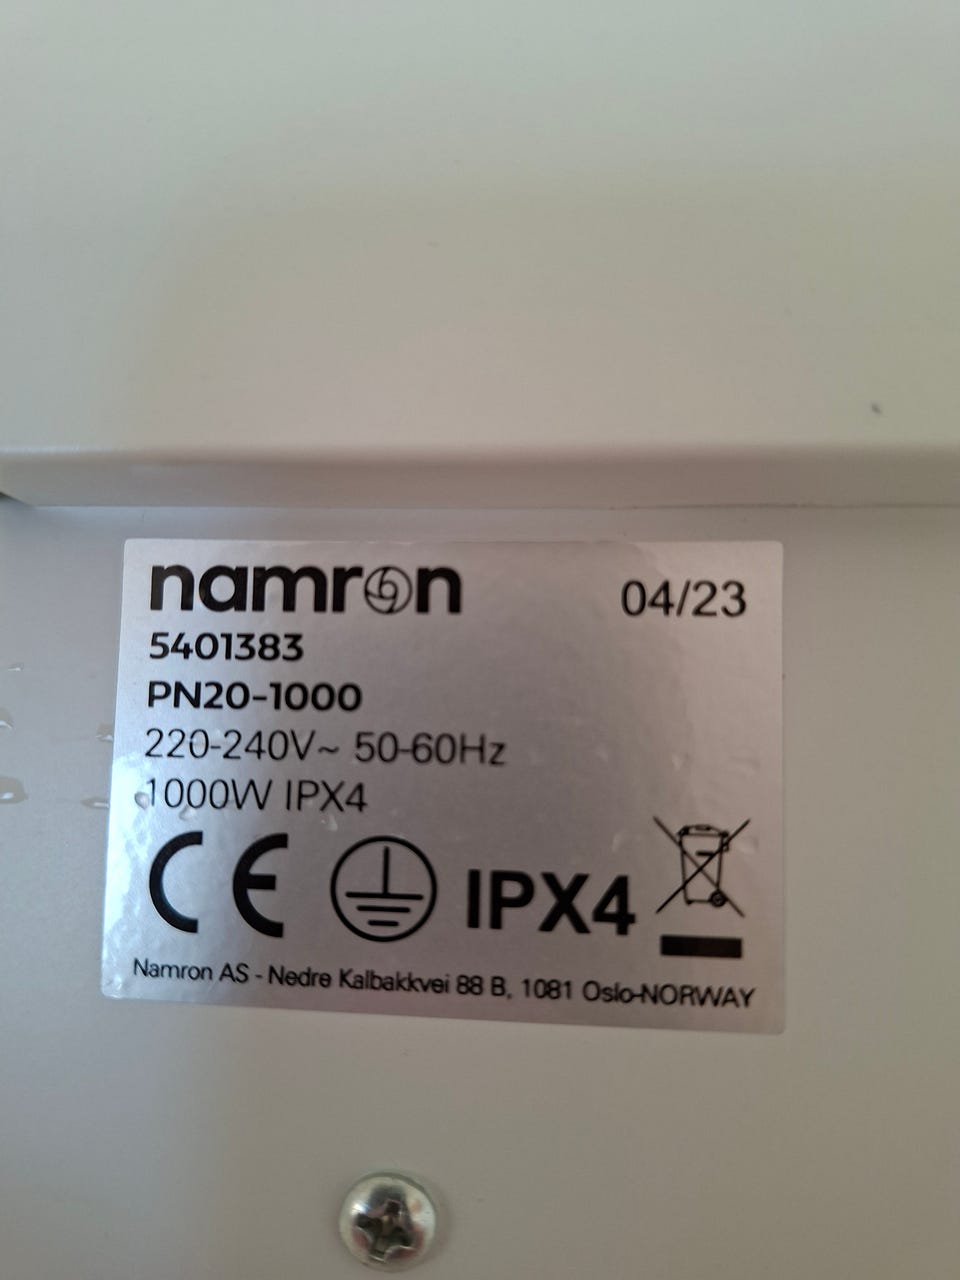 namron
04/23
5401383
PN20-1000
220-240V~ 50-60Hz
1000W IPX4
CE
IPX4
Namron AS - Nedre Kalbakkvei 88 B, 1081 Oslo-NORWAY